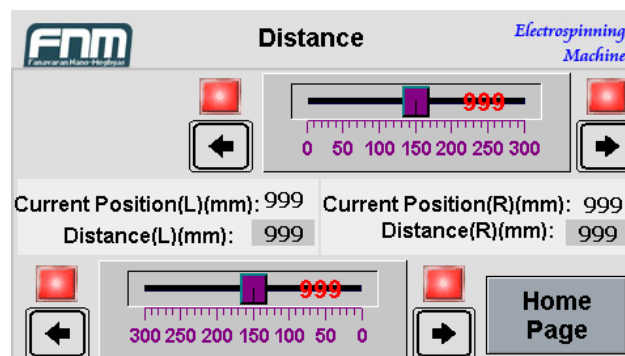 FNM
Fanavaran Nano-Meghyas
Distance
Electrospinning
Machine
999
0 50 100 150 200 250 300
Current Position(L)(mm): 999
Distance(L)(mm): 999
Current Position(R)(mm): 999
Distance(R)(mm): 999
999
300 250 200 150 100 50 0
Home
Page